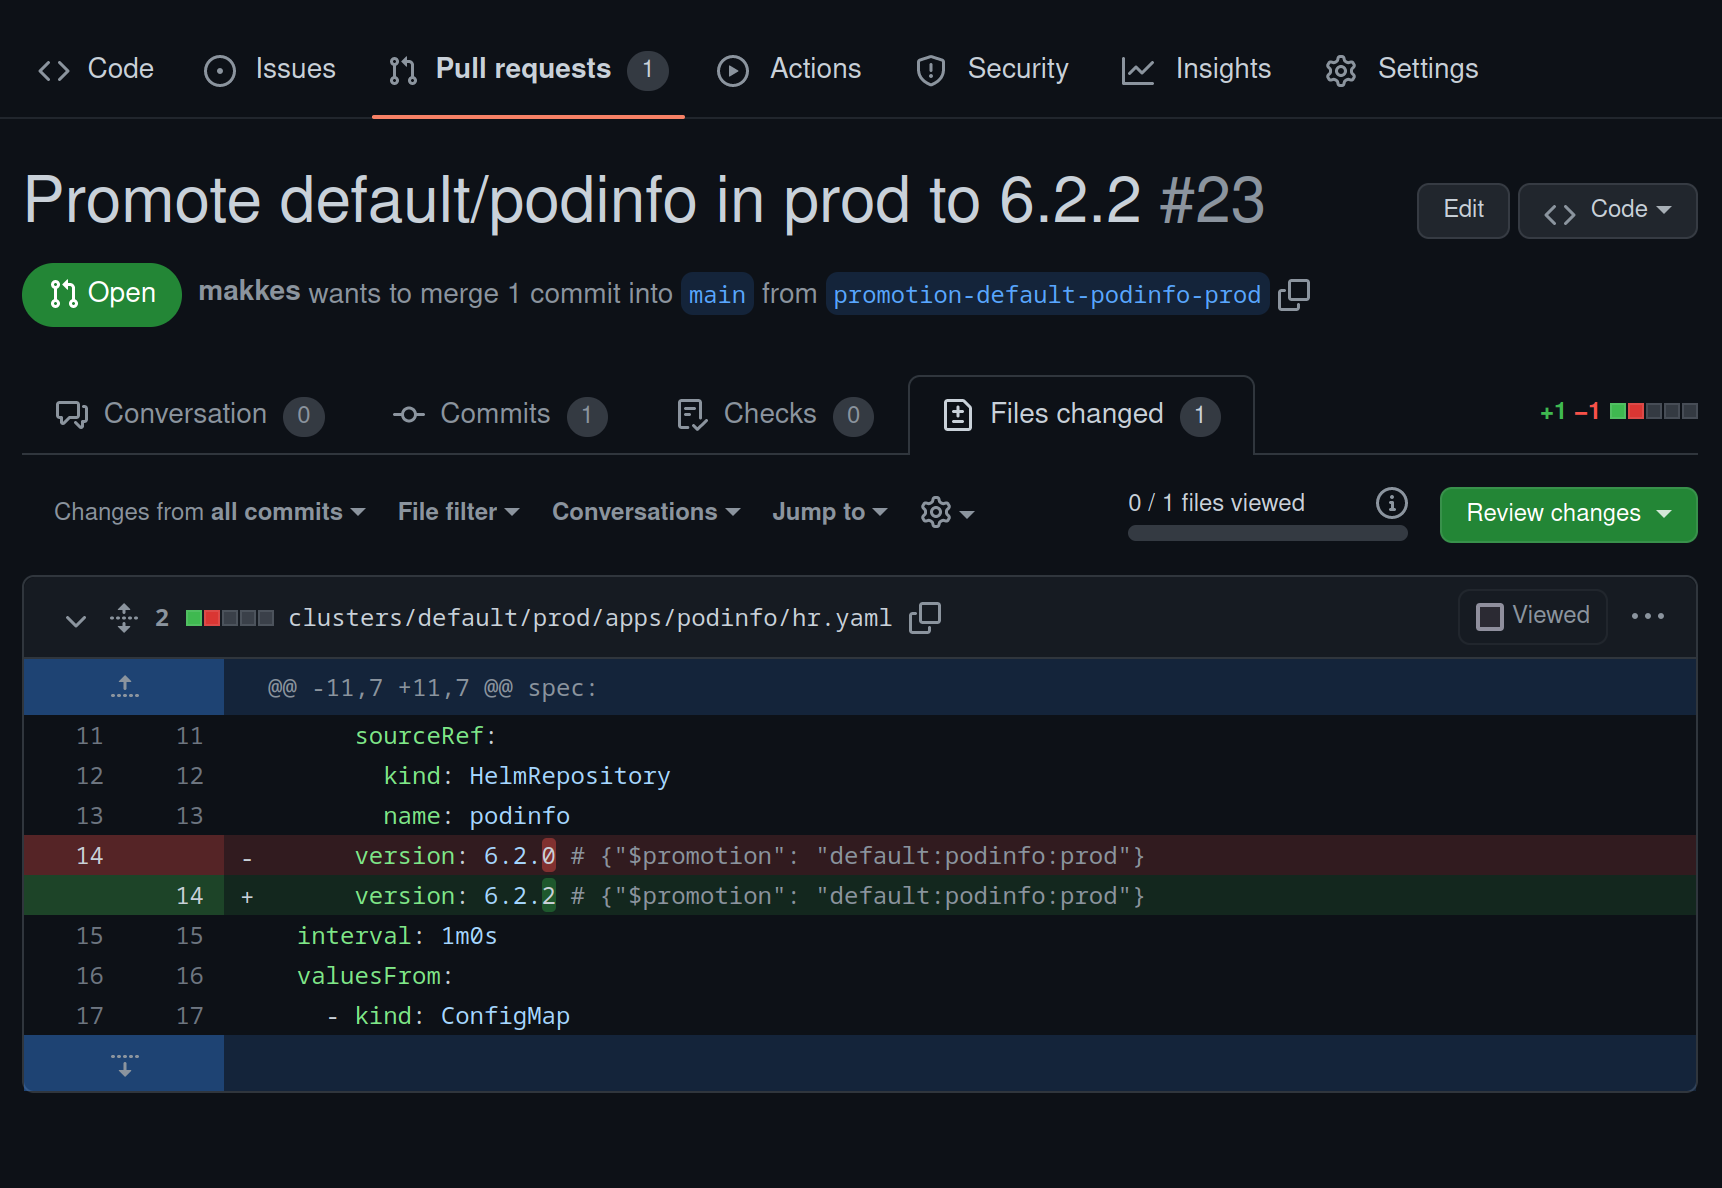 Code Issues Pull requests 1 Actions Security Insights Settings
Promote default/podinfo in prod to 6.2.2 #23
Edit Code
Open makkes wants to merge 1 commit into main from promotion-default-podinfo-prod
Conversation 0 Commits 1 Checks 0 Files changed 1 +1 −1
Changes from all commits File filter Conversations Jump to 0 / 1 files viewed Review changes
2 clusters/default/prod/apps/podinfo/hr.yaml Viewed
@@ -11,7 +11,7 @@ spec:
11 11 sourceRef:
12 12 kind: HelmRepository
13 13 name: podinfo
14 - version: 6.2.0 # {"$promotion": "default:podinfo:prod"}
14 + version: 6.2.2 # {"$promotion": "default:podinfo:prod"}
15 15 interval: 1m0s
16 16 valuesFrom:
17 17 - kind: ConfigMap